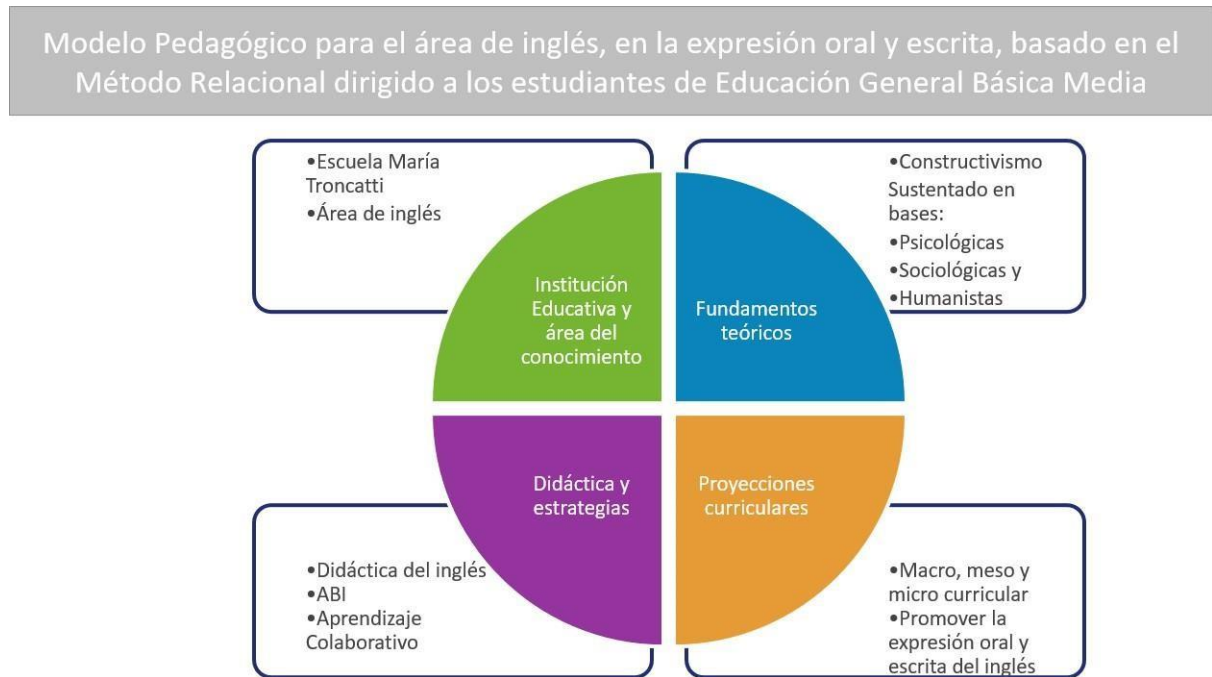 Modelo Pedagógico para el área de inglés, en la expresión oral y escrita, basado en el
Método Relacional dirigido a los estudiantes de Educación General Básica Media
•Escuela María
Troncatti
•Área de inglés
•Constructivismo
Sustentado en
bases:
•Psicológicas
•Sociológicas y
•Humanistas
Institución
Educativa y
área del
conocimiento
Fundamentos
teóricos
Didáctica y
estrategias
Proyecciones
curriculares
•Didáctica del inglés
•ABI
•Aprendizaje
Colaborativo
•Macro, meso y
micro curricular
•Promover la
expresión oral y
escrita del inglés